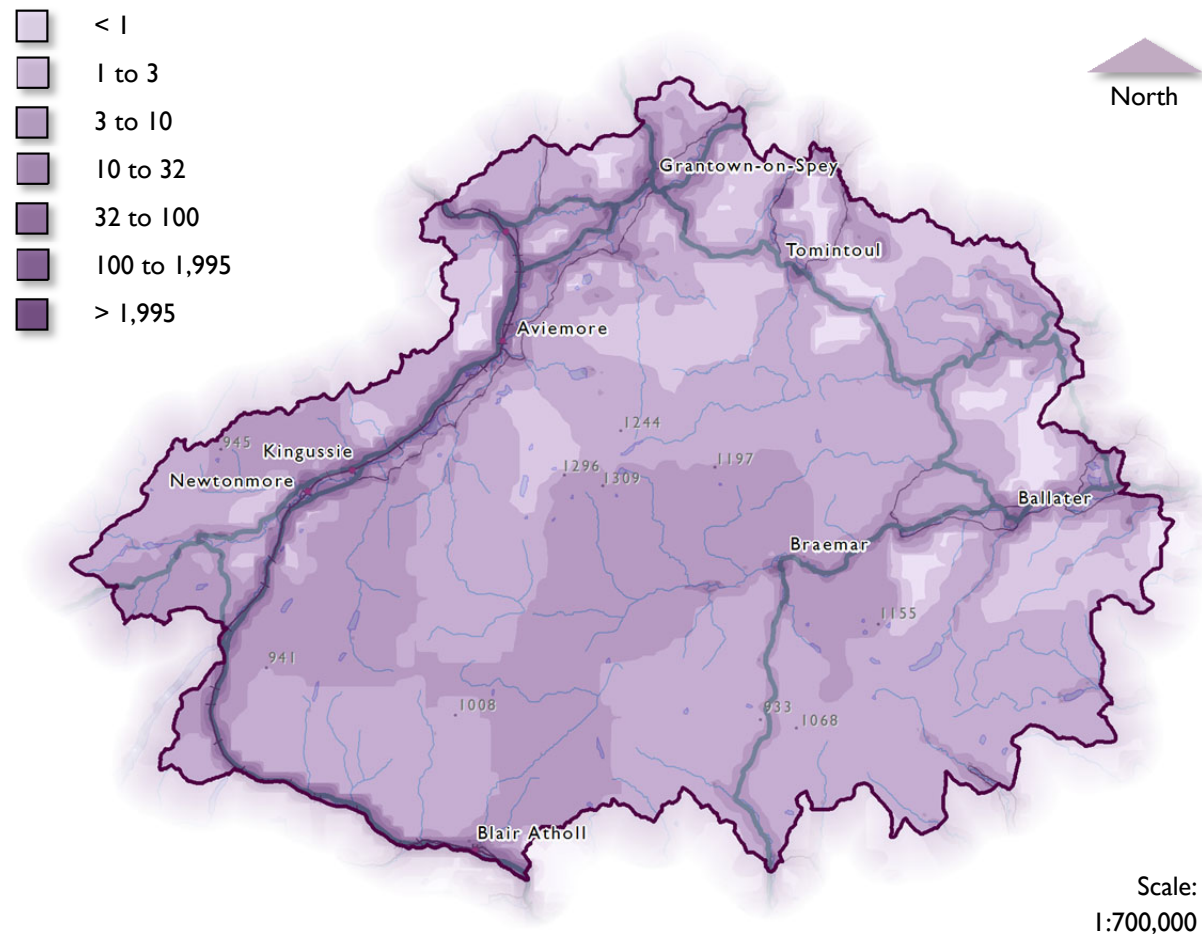 < 1
1 to 3
3 to 10
10 to 32
32 to 100
100 to 1,995
> 1,995
North
Grantown-on-Spey
Tomintoul
Aviemore
1244
945
Kingussie
1296
1309
1197
Newtonmore
Ballater
Braemar
1155
941
1008
933
1068
Blair Atholl
Scale:
1:700,000